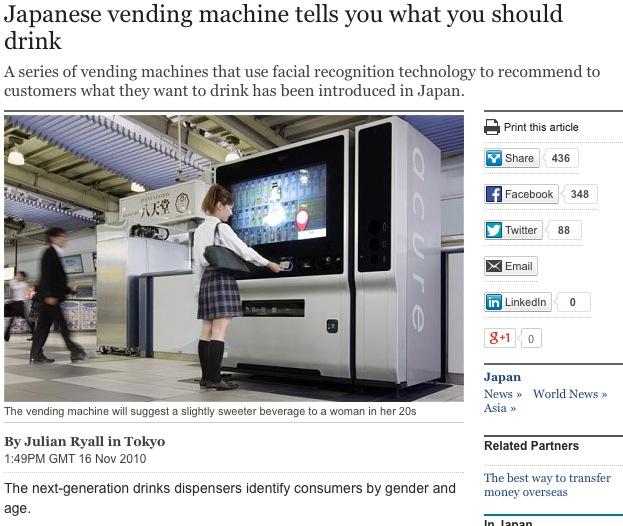 Japanese vending machine tells you what you should
drink
A series of vending machines that use facial recognition technology to recommend to
customers what they want to drink has been introduced in Japan.
八天堂
acure
The vending machine will suggest a slightly sweeter beverage to a woman in her 20s
By Julian Ryall in Tokyo
1:49PM GMT 16 Nov 2010
The next-generation drinks dispensers identify consumers by gender and
age.
Print this article
Share 436
f Facebook 348
Twitter 88
Email
in LinkedIn 0
g+1 0
Japan
News » World News »
Asia »
Related Partners
The best way to transfer
money overseas
In Japan